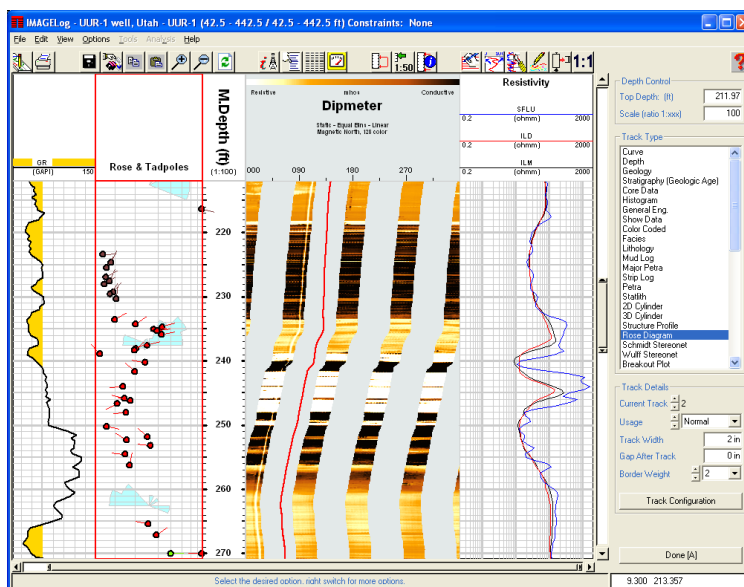 IMAGELog - UUR-1 well, Utah - UUR-1 (42.5 - 442.5 / 42.5 - 442.5 ft) Constraints: None
File Edit View Options Tools Analysis Help
1:50
1:1
?
GR
(GAPI) 150
Rose & Tadpoles
M.Depth (ft)
(1:100)
Resistive mhos Conductive
Dipmeter
Static - Equal Bins - Linear
Magnetic North, 128 color
000 090 180 270
Resistivity
SFLU
0.2 (ohmm) 2000
ILD
0.2 (ohmm) 2000
ILM
0.2 (ohmm) 2000
220
230
240
250
260
270
Depth Control
Top Depth: (ft) 211.97
Scale (ratio 1:xxx) 100
Track Type
Curve
Depth
Geology
Stratigraphy (Geologic Age)
Core Data
Histogram
General Eng.
Show Data
Color Coded
Facies
Lithology
Mud Log
Major Petra
Strip Log
Petra
Statlith
2D Cylinder
3D Cylinder
Structure Profile
Rose Diagram
Schmidt Stereonet
Wulff Stereonet
Breakout Plot
Track Details
Current Track 2
Usage Normal
Track Width 2 in
Gap After Track 0 in
Border Weight 2
Track Configuration
Done [A]
Select the desired option. right switch for more options.
9.300 213.357